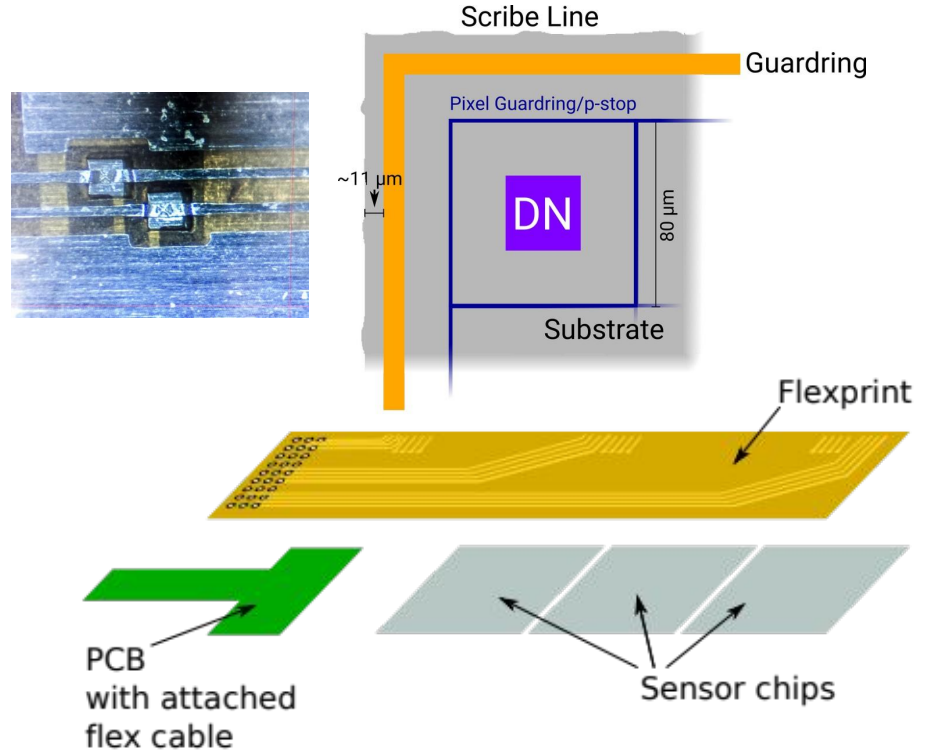 Scribe Line
Guardring
Pixel Guardring/p-stop
~11 μm
DN
80 μm
Substrate
Flexprint
PCB
with attached
flex cable
Sensor chips